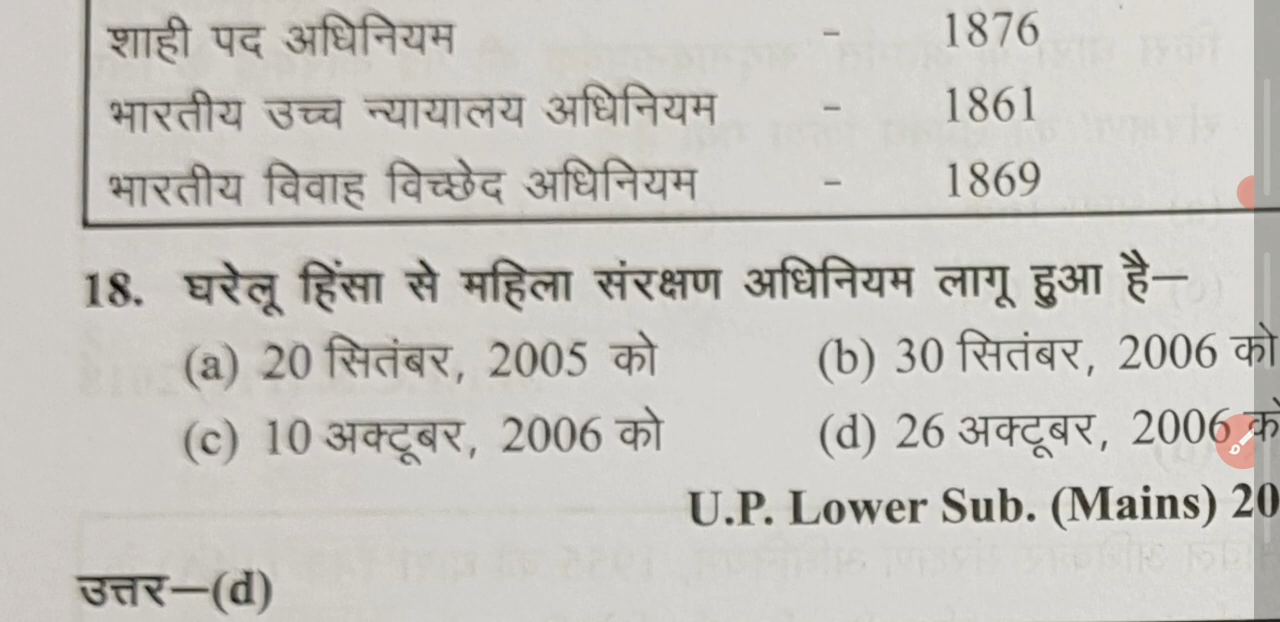 शाही पद अधिनियम - 1876
भारतीय उच्च न्यायालय अधिनियम - 1861
भारतीय विवाह विच्छेद अधिनियम - 1869
18. घरेलू हिंसा से महिला संरक्षण अधिनियम लागू हुआ है—
(a) 20 सितंबर, 2005 को (b) 30 सितंबर, 2006 को
(c) 10 अक्टूबर, 2006 को (d) 26 अक्टूबर, 2006 को
U.P. Lower Sub. (Mains) 20
उत्तर—(d)